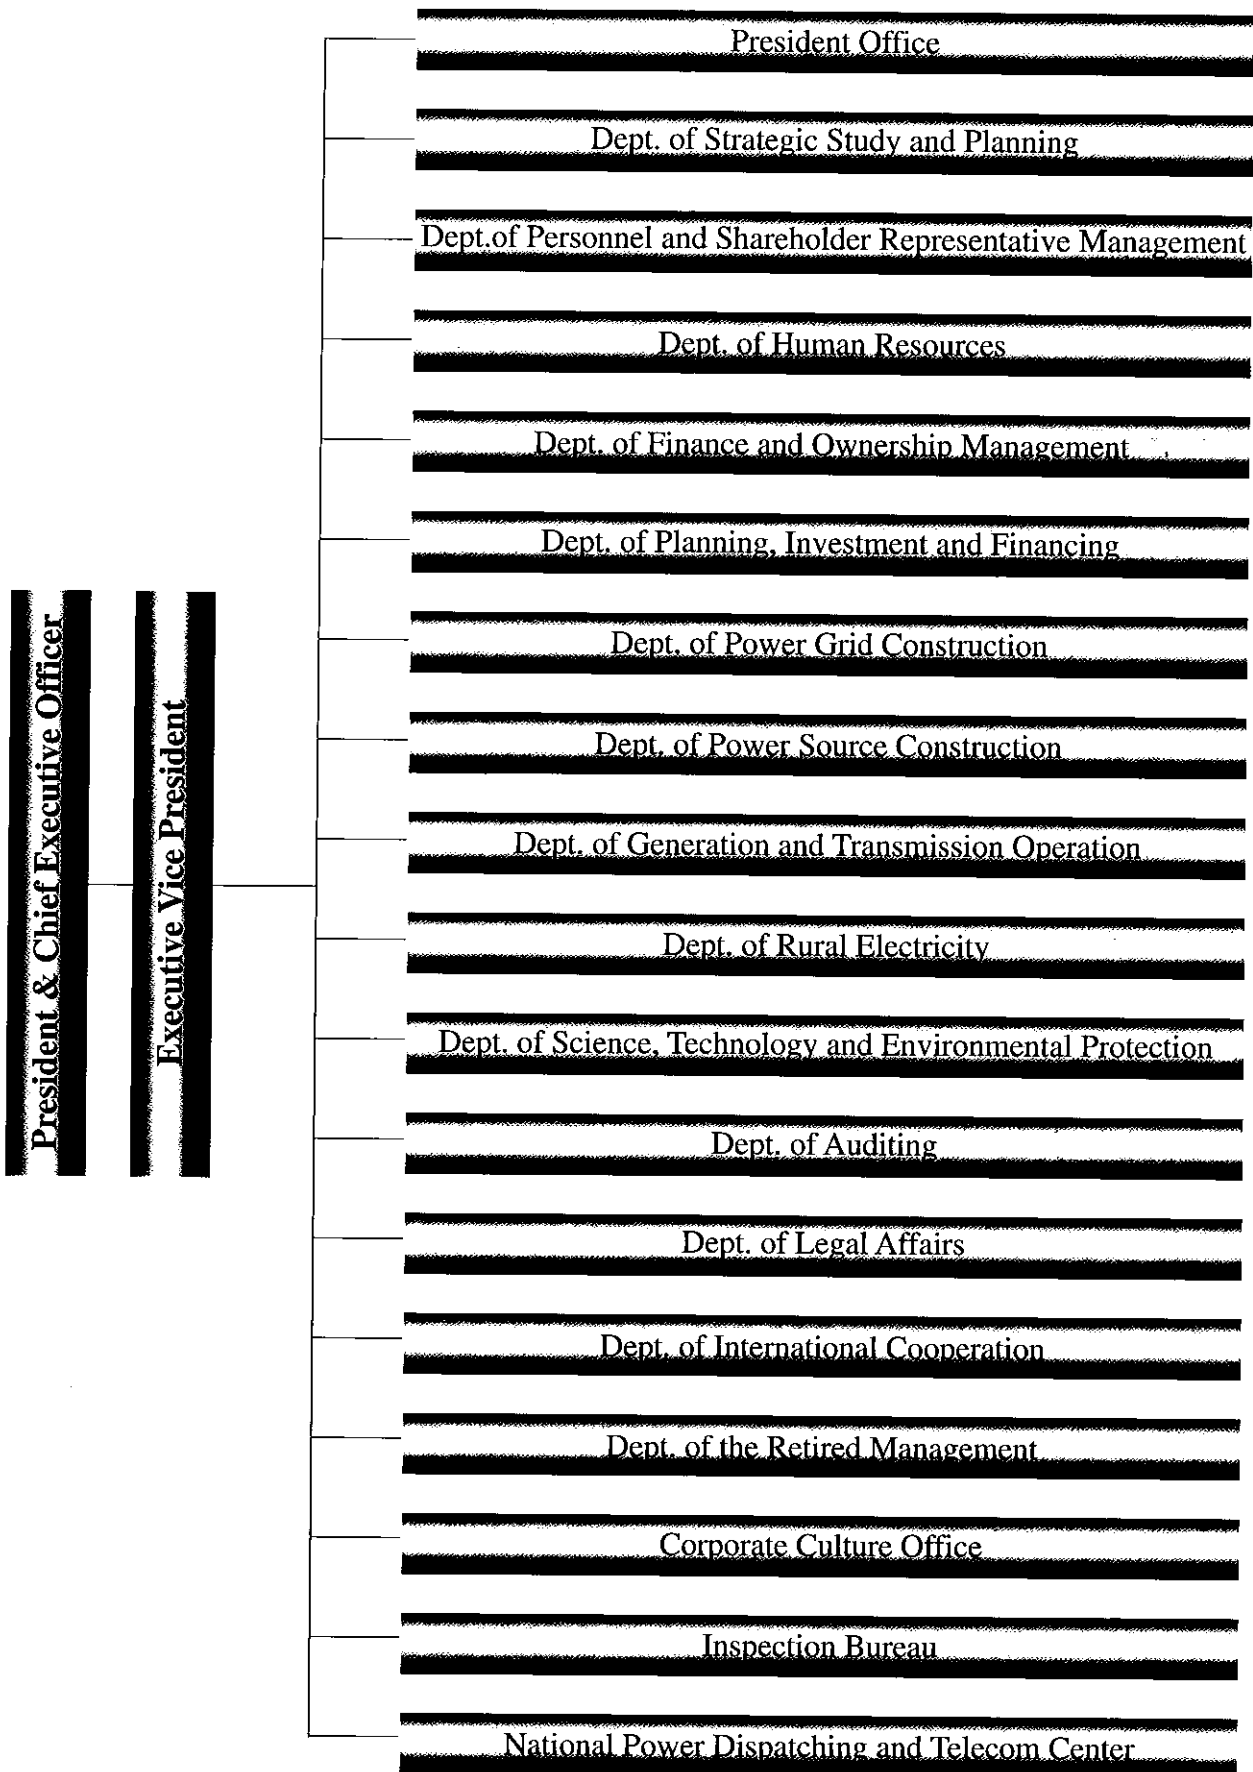 President & Chief Executive Officer
Executive Vice President
President Office
Dept. of Strategic Study and Planning
Dept.of Personnel and Shareholder Representative Management
Dept. of Human Resources
Dept. of Finance and Ownership Management
Dept. of Planning, Investment and Financing
Dept. of Power Grid Construction
Dept. of Power Source Construction
Dept. of Generation and Transmission Operation
Dept. of Rural Electricity
Dept. of Science, Technology and Environmental Protection
Dept. of Auditing
Dept. of Legal Affairs
Dept. of International Cooperation
Dept. of the Retired Management
Corporate Culture Office
Inspection Bureau
National Power Dispatching and Telecom Center